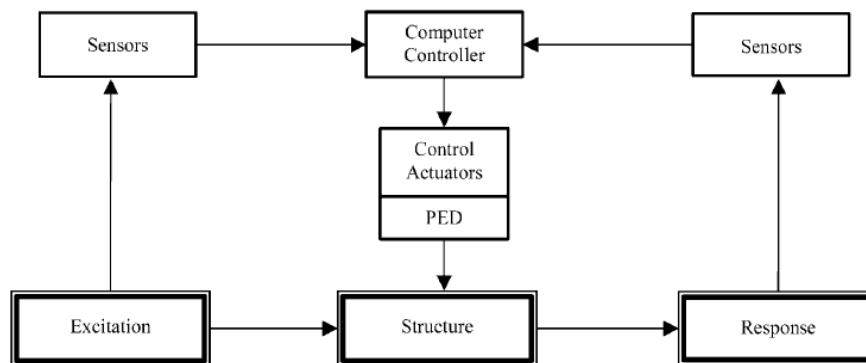 Sensors
Computer
Controller
Sensors
Control
Actuators
PED
Excitation
Structure
Response